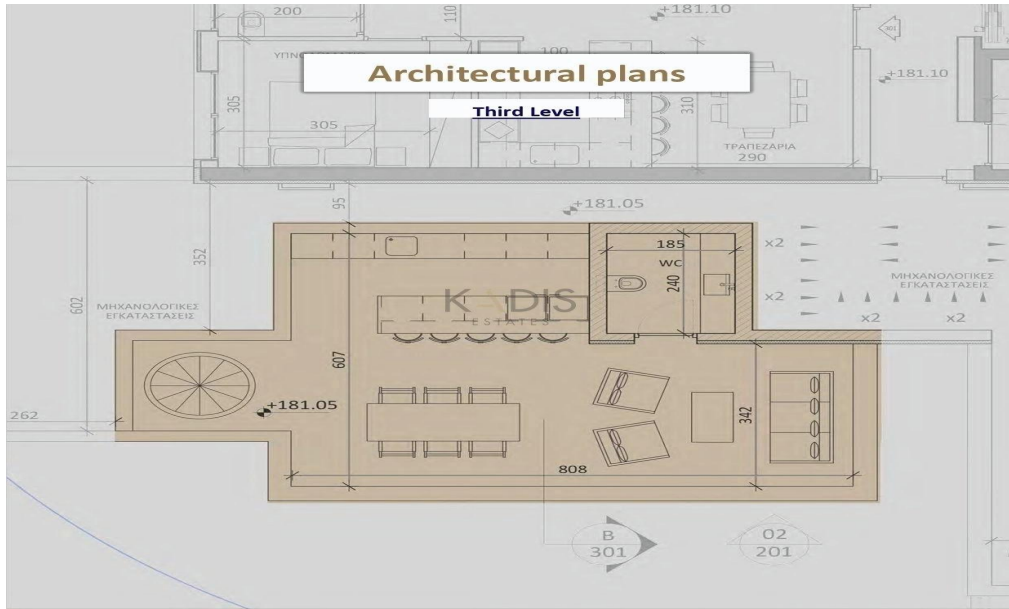 200
110
+181.10
Architectural plans
Third Level
100
+181.10
305
305
310
ΤΡΑΠΕΖΑΡΙΑ
290
95
+181.05
352
602
185
WC
240
x2
x2
x2
x2
ΜΗΧΑΝΟΛΟΓΙΚΕΣ
ΕΓΚΑΤΑΣΤΑΣΕΙΣ
ΜΗΧΑΝΟΛΟΓΙΚΕΣ
ΕΓΚΑΤΑΣΤΑΣΕΙΣ
KADIS
ESTATES
607
+181.05
262
342
808
B
301
02
201